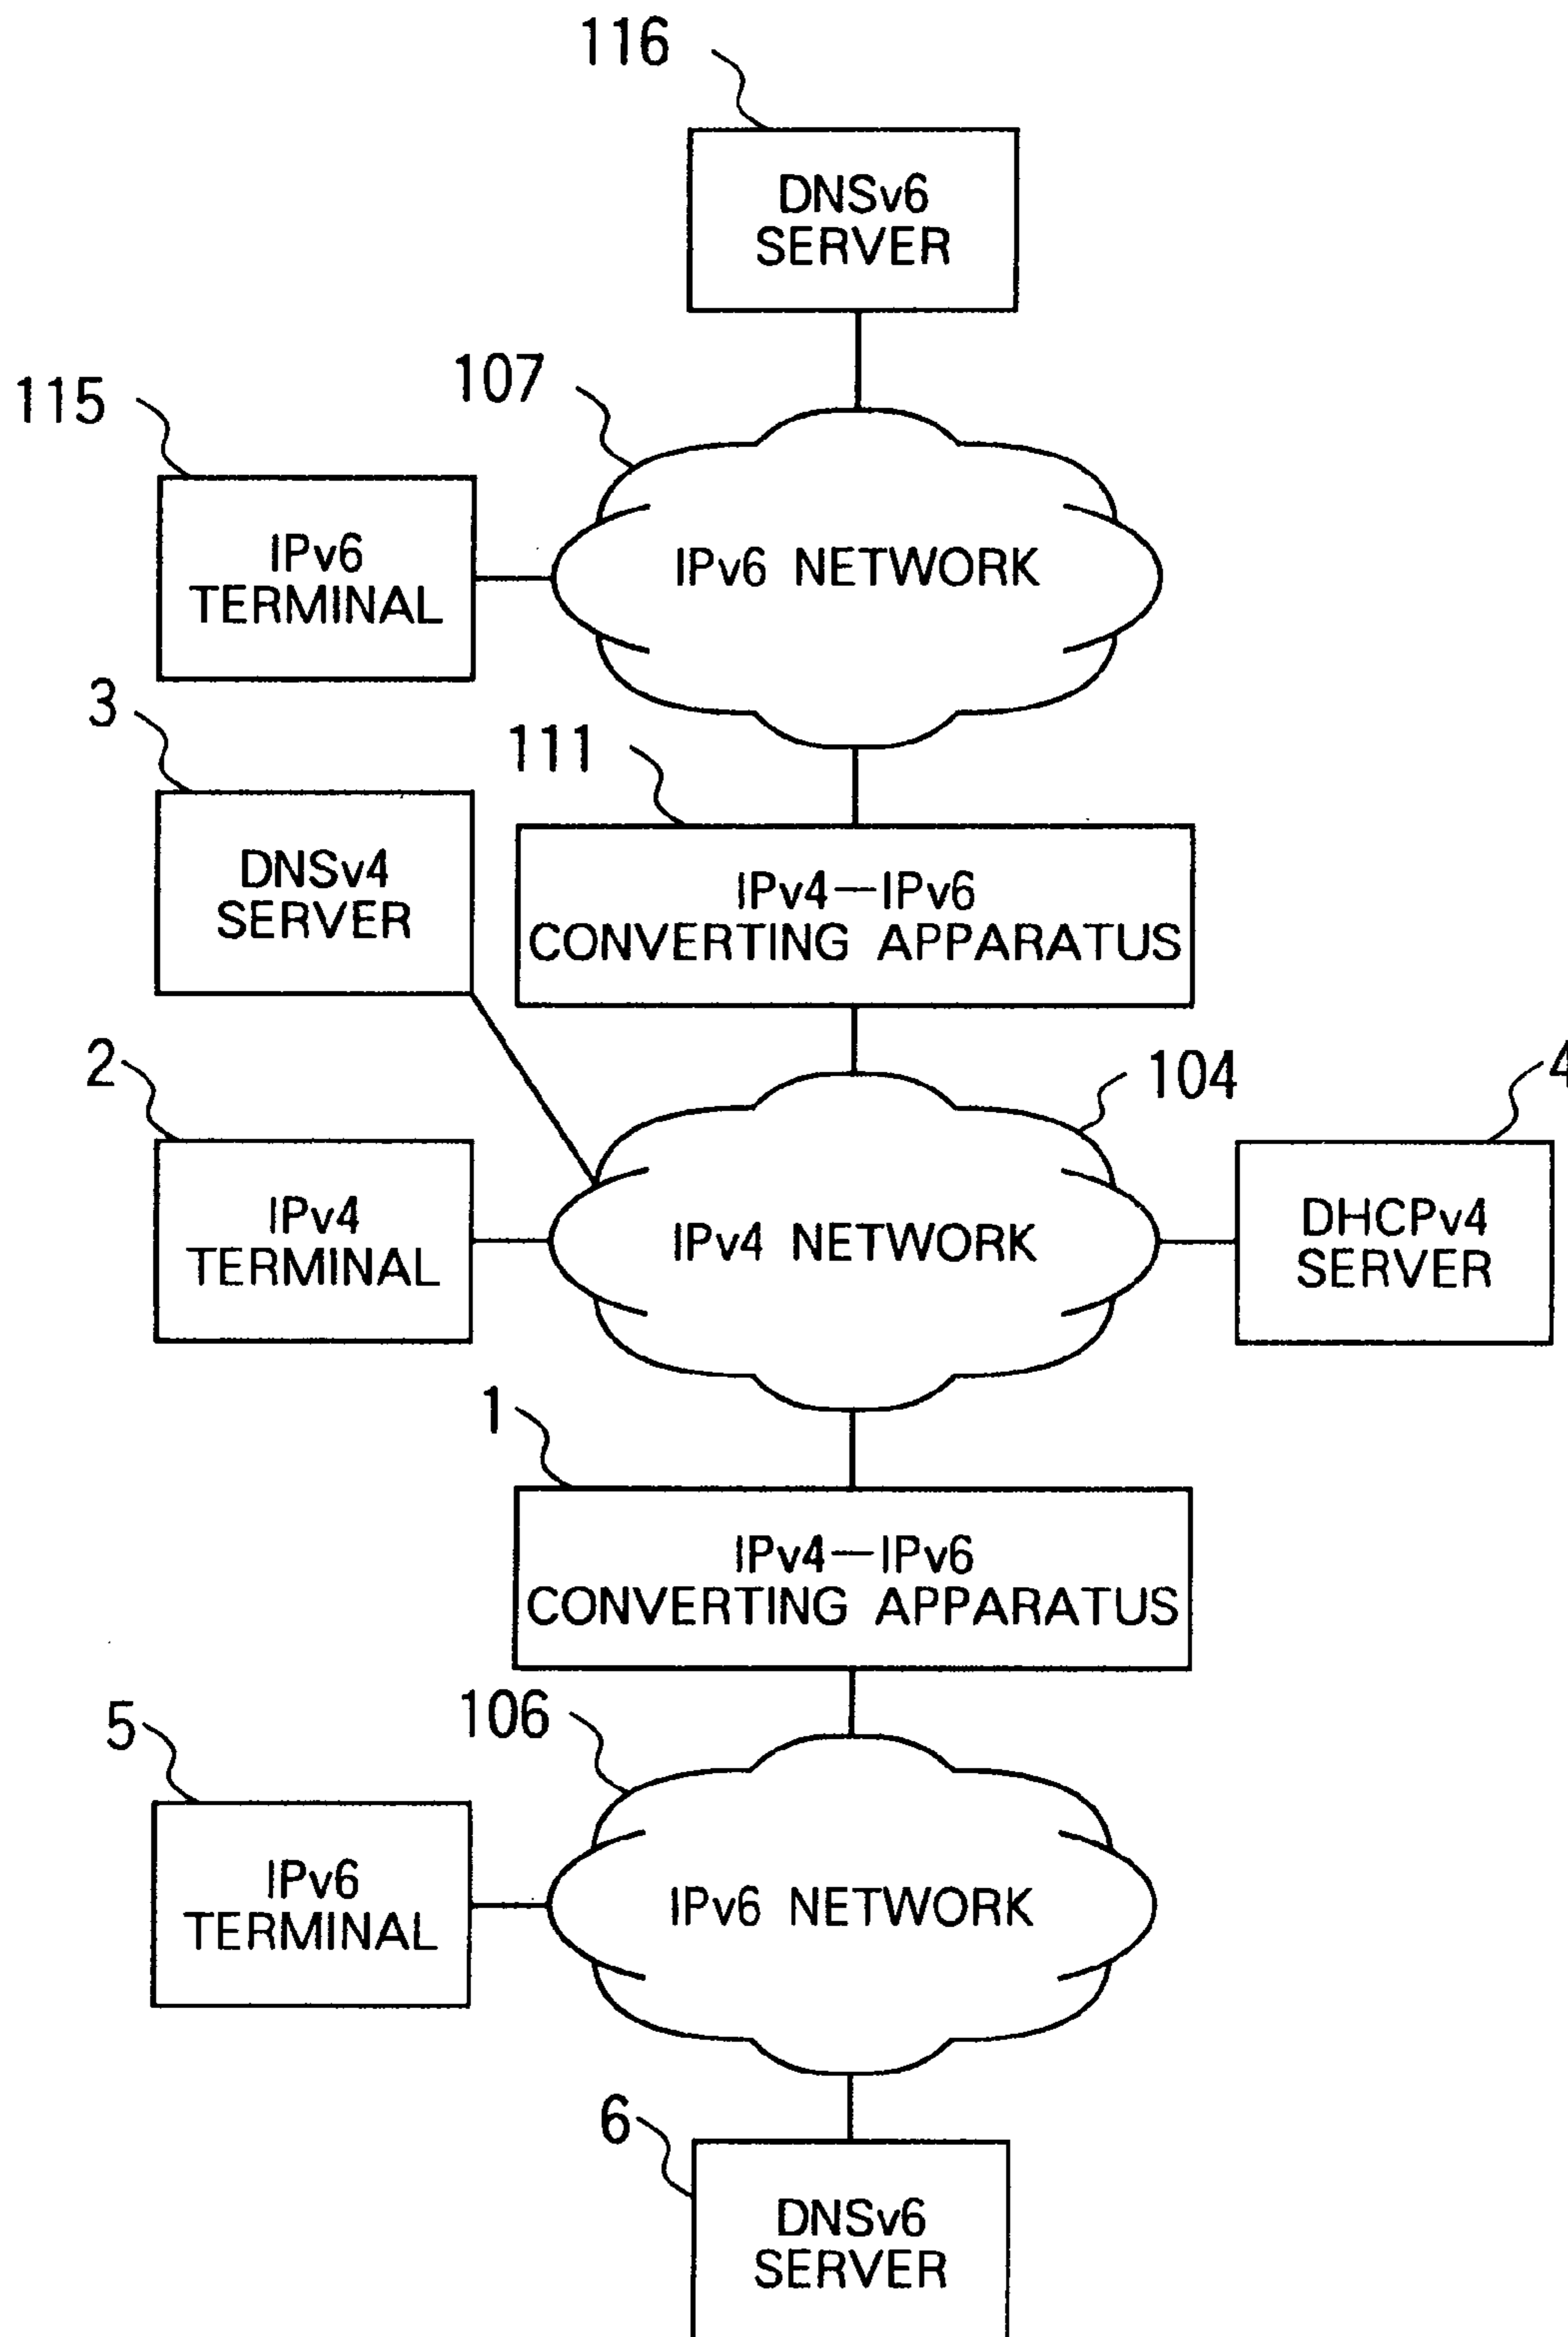 116
DNSv6
SERVER
107
115
IPv6
TERMINAL
IPv6 NETWORK
3
111
DNSv4
SERVER
IPv4—IPv6
CONVERTING APPARATUS
2
104
4
IPv4
TERMINAL
IPv4 NETWORK
DHCPv4
SERVER
1
IPv4—IPv6
CONVERTING APPARATUS
5
106
IPv6
TERMINAL
IPv6 NETWORK
6
DNSv6
SERVER